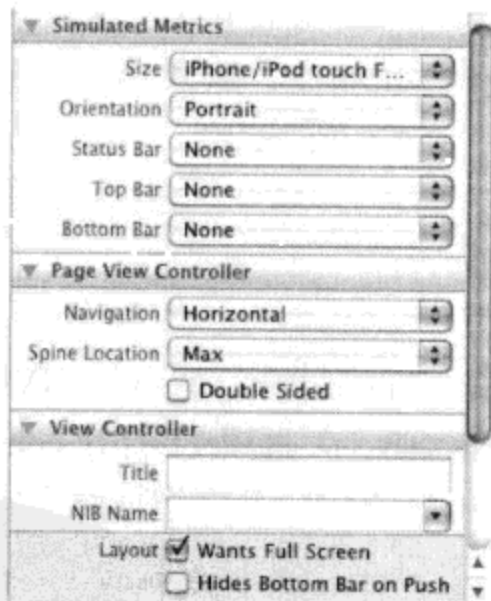 Simulated Metrics
Size iPhone/iPod touch F...
Orientation Portrait
Status Bar None
Top Bar None
Bottom Bar None
Page View Controller
Navigation Horizontal
Spine Location Max
Double Sided
View Controller
Title
NIB Name
Layout Wants Full Screen
Hides Bottom Bar on Push